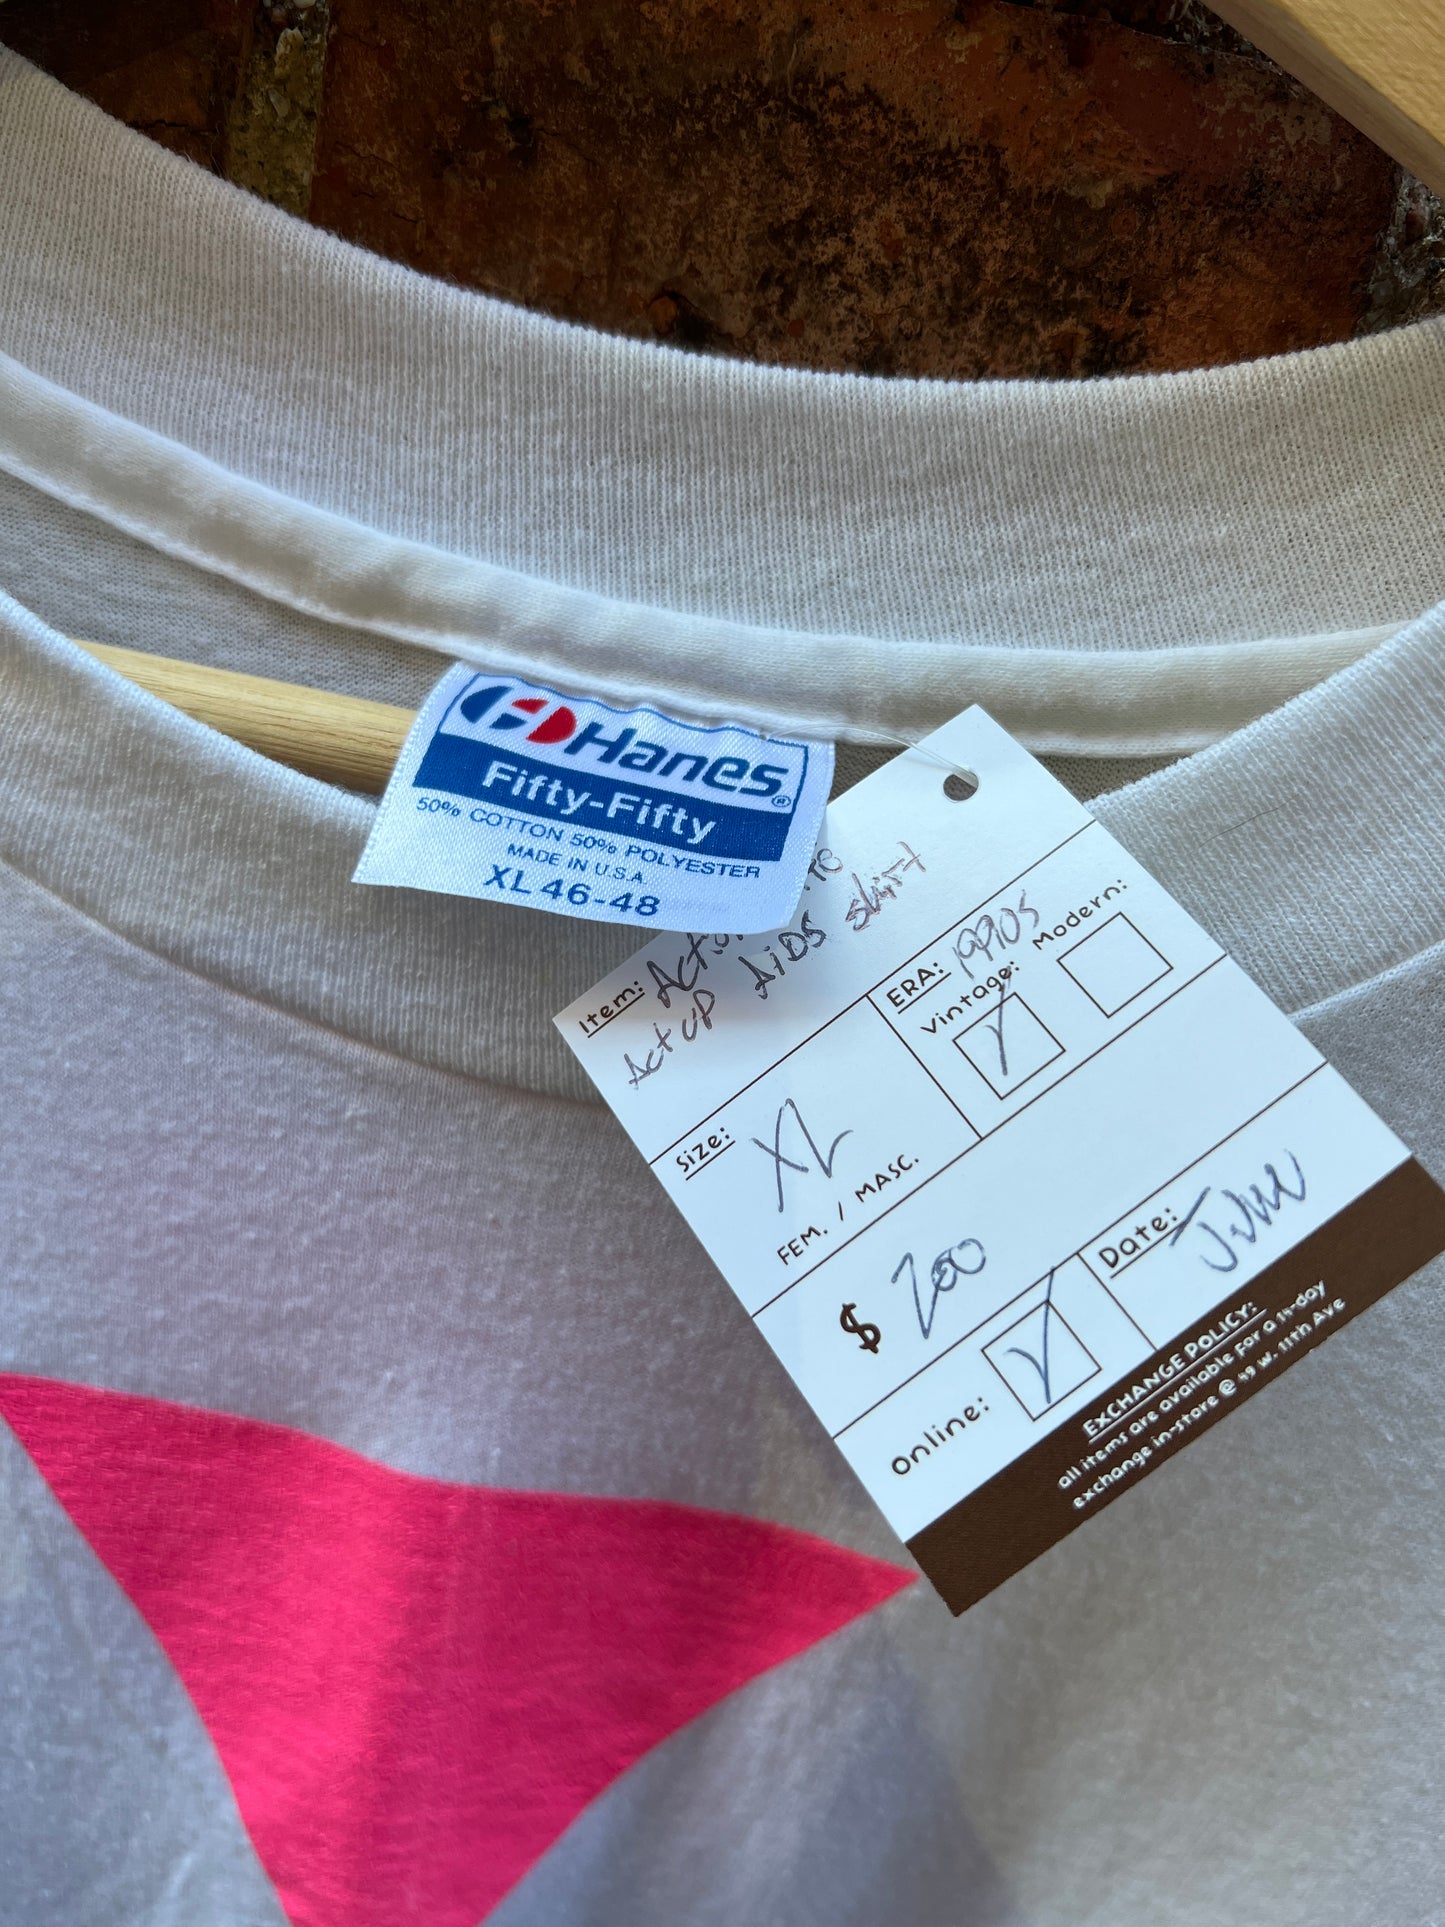 Hanes®
Fifty-Fifty
50% COTTON 50% POLYESTER
MADE IN U.S.A.
XL 46-48
Item:
Act UP AiDS shirt
ERA: 1990s
Vintage:
Modern:
Size: XL
FEM. / MASC.
$ 200
Online:
Date:
EXCHANGE POLICY:
all items are available for a 14-day
exchange in-store @ 49 w. 11th Ave